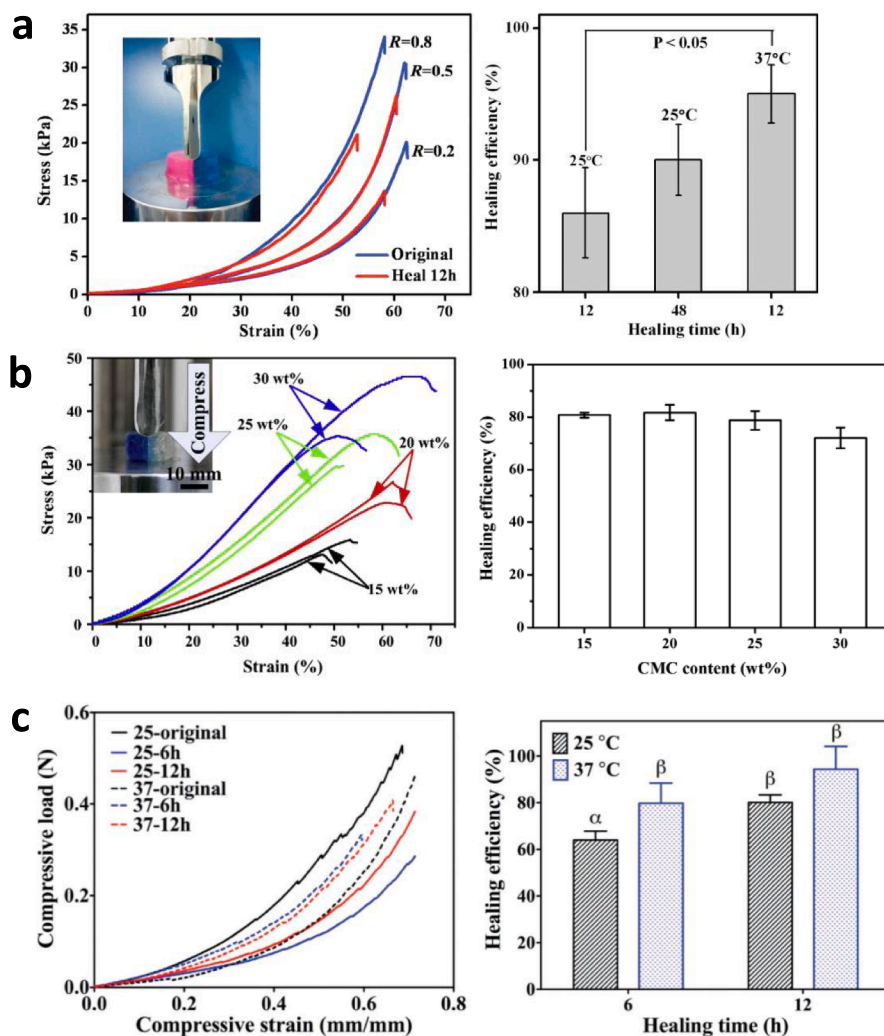 a
35
30
25
20
15
10
5
0
Stress (kPa)
R=0.8
R=0.5
R=0.2
Original
Heal 12h
0 10 20 30 40 50 60 70
Strain (%)
100
90
80
Healing efficiency (%)
P < 0.05
25°C
25°C
37°C
12 48 12
Healing time (h)
b
50
40
30
20
10
0
Stress (kPa)
Compress
10 mm
30 wt%
25 wt%
20 wt%
15 wt%
0 10 20 30 40 50 60 70
Strain (%)
100
80
60
40
20
0
Healing efficiency (%)
15 20 25 30
CMC content (wt%)
c
0.6
0.4
0.2
0.0
Compressive load (N)
25-original
25-6h
25-12h
37-original
37-6h
37-12h
0.0 0.2 0.4 0.6 0.8
Compressive strain (mm/mm)
100
80
60
40
20
0
Healing efficiency (%)
25 °C
37 °C
α
β
β
β
6 12
Healing time (h)